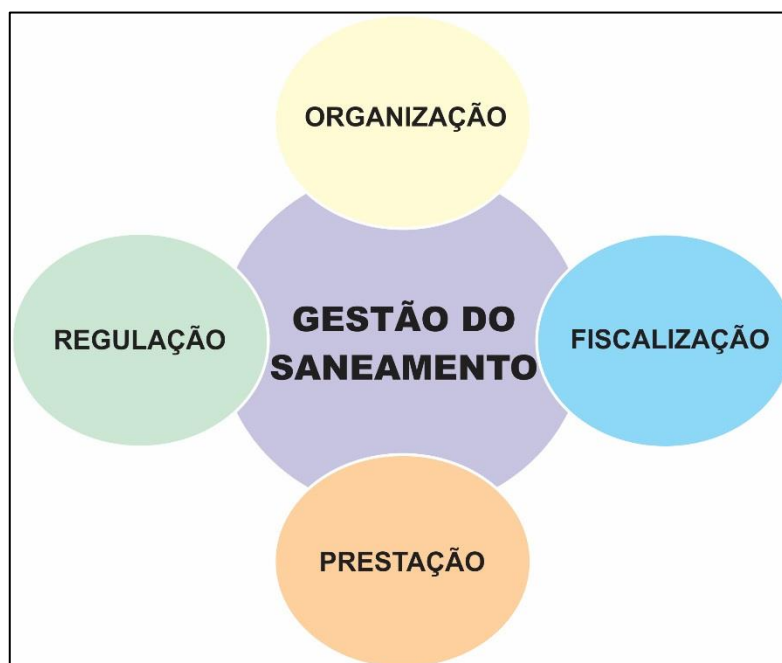 ORGANIZAÇÃO
REGULAÇÃO
GESTÃO DO
SANEAMENTO
FISCALIZAÇÃO
PRESTAÇÃO